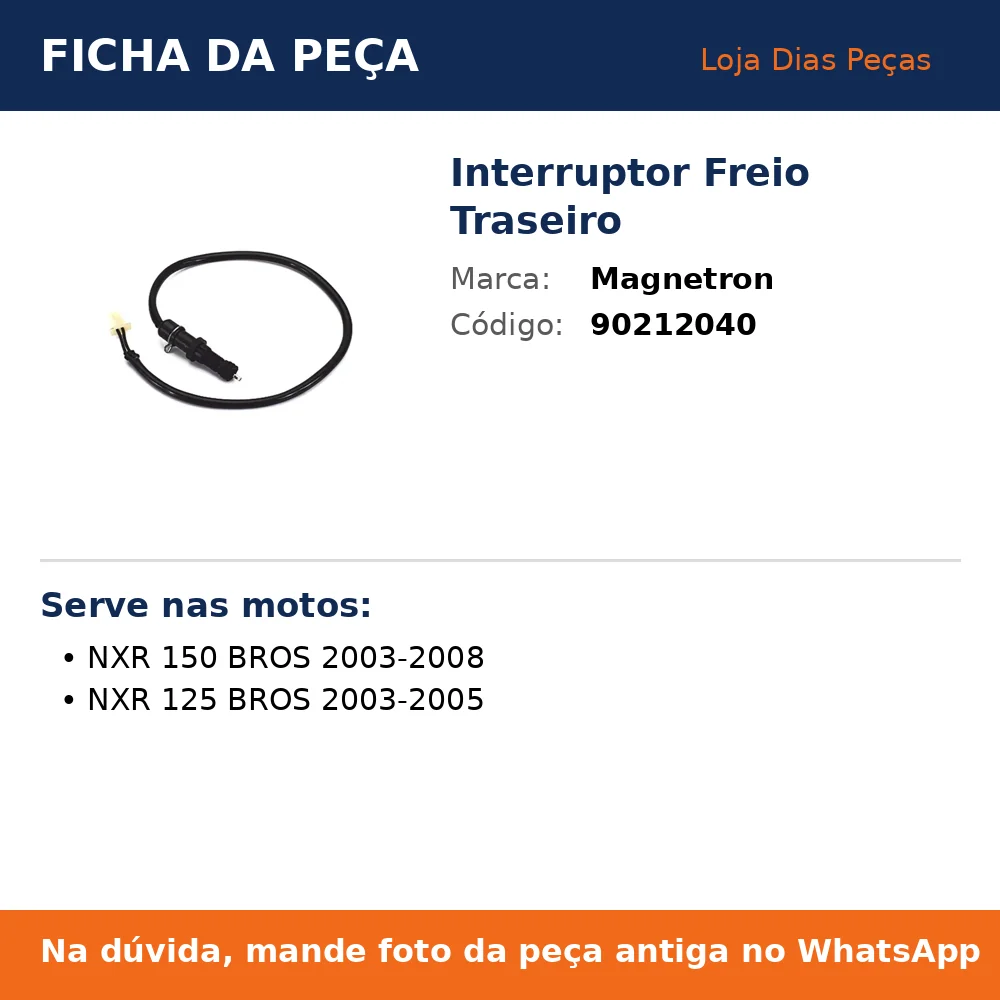 FICHA DA PEÇA
Loja Dias Peças
Interruptor Freio
Traseiro
Marca: Magnetron
Código: 90212040
Serve nas motos:
• NXR 150 BROS 2003-2008
• NXR 125 BROS 2003-2005
Na dúvida, mande foto da peça antiga no WhatsApp